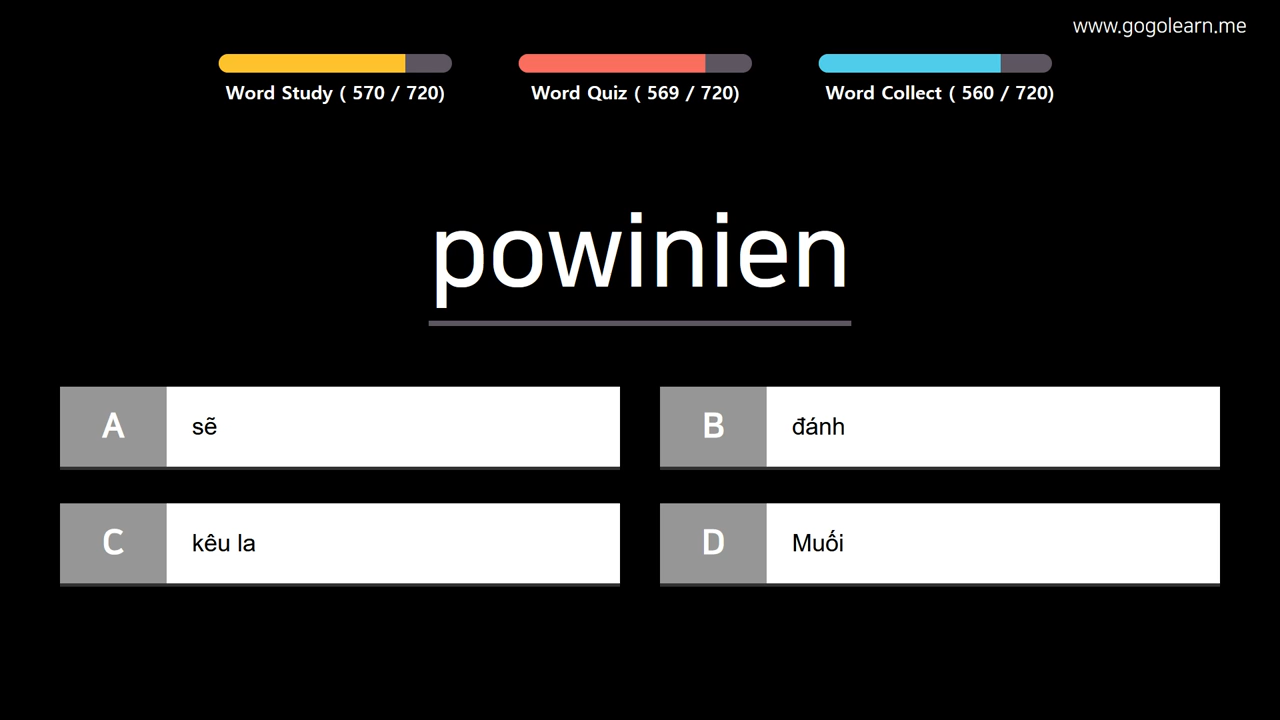 www.gogolearn.me
Word Study ( 570 / 720)
Word Quiz ( 569 / 720)
Word Collect ( 560 / 720)
powinien
A sẽ
B đánh
C kêu la
D Muối